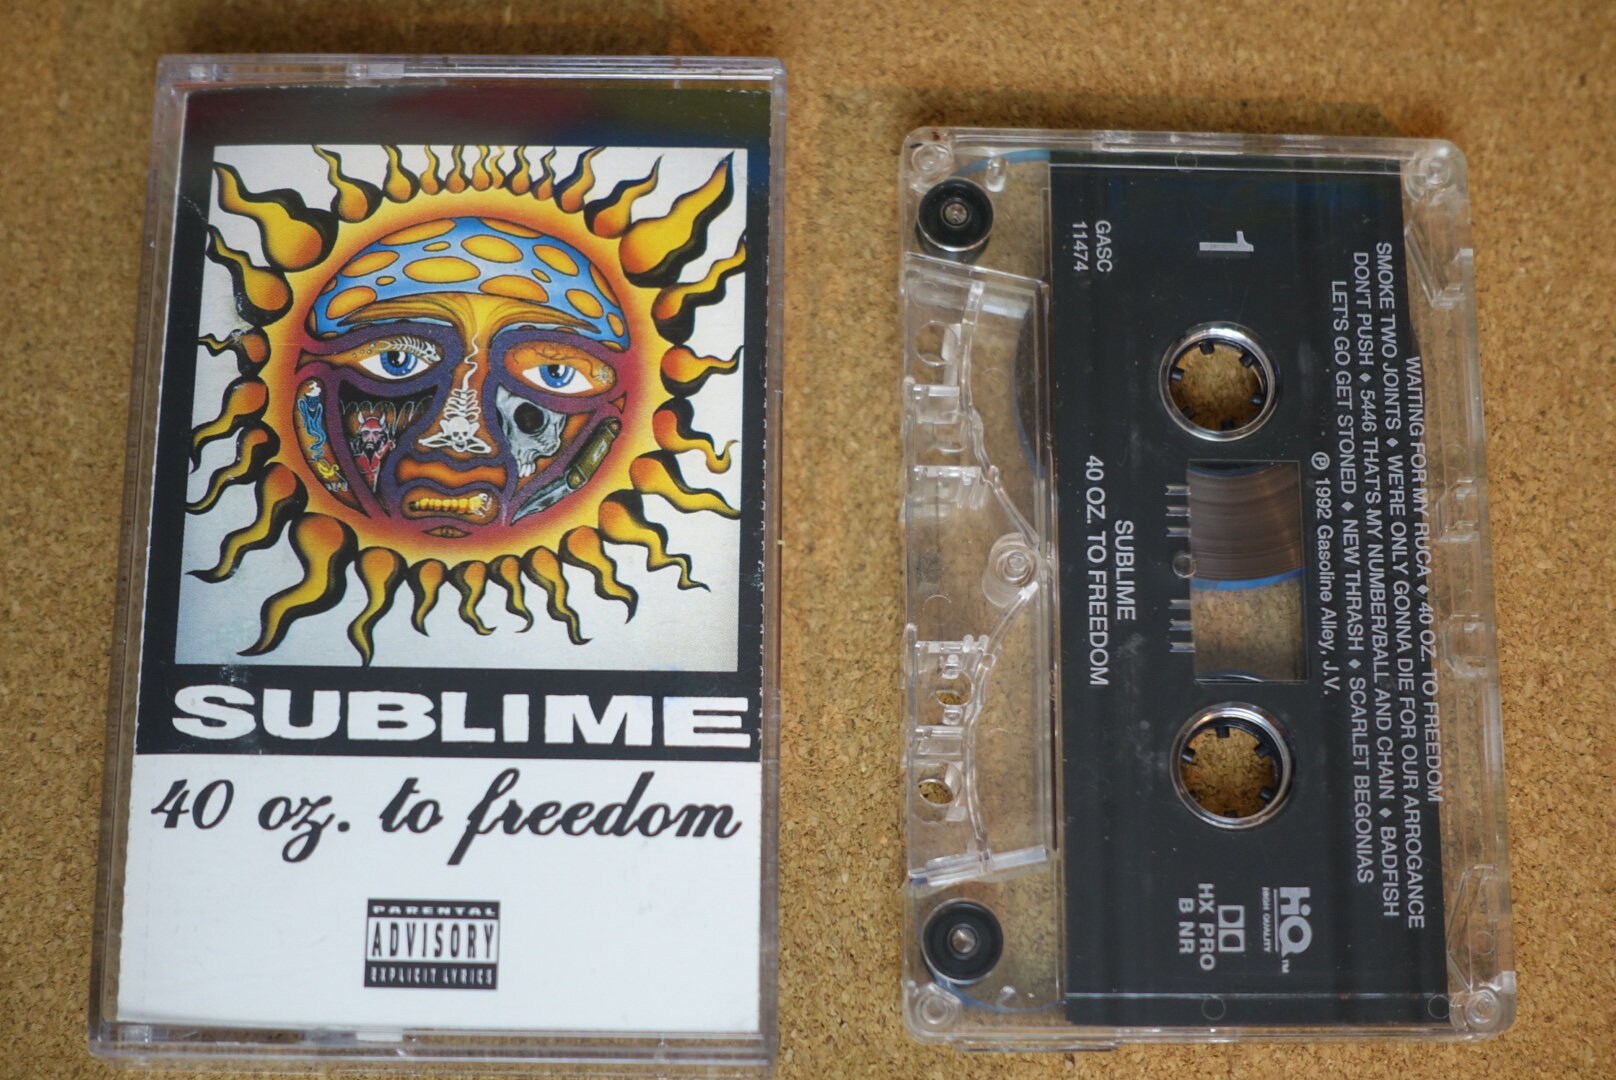 SUBLIME
40 oz. to freedom
PARENTAL
ADVISORY
EXPLICIT LYRICS
GASC
11474
1
WAITING FOR MY RUCA ♦ 40 OZ. TO FREEDOM
SMOKE TWO JOINTS ♦ WE'RE ONLY GONNA DIE FOR OUR ARROGANCE
DON'T PUSH ♦ 5446 THAT'S MY NUMBER/BALL AND CHAIN ♦ BADFISH
LET'S GO GET STONED ♦ NEW THRASH ♦ SCARLET BEGONIAS
℗ 1992 Gasoline Alley, J.V.
SUBLIME
40 OZ. TO FREEDOM
HiQ™
HIGH QUALITY
HX PRO
B NR